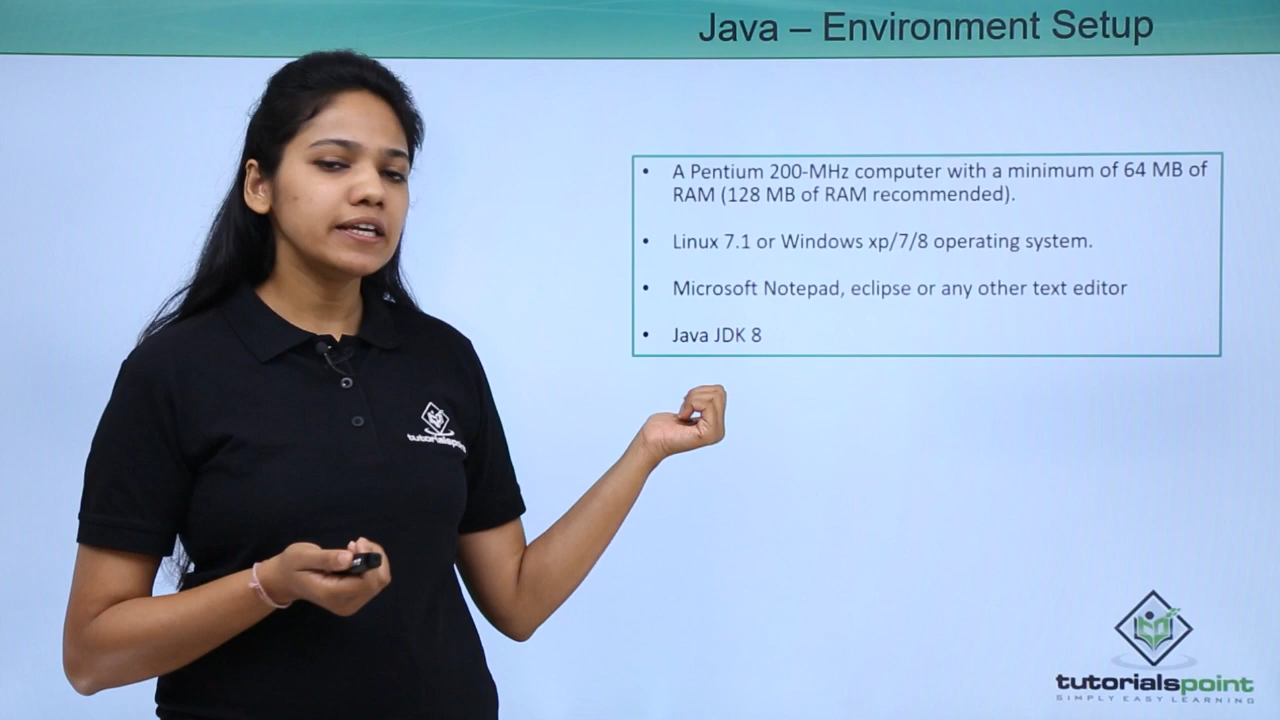 Java – Environment Setup
• A Pentium 200-MHz computer with a minimum of 64 MB of
RAM (128 MB of RAM recommended).
• Linux 7.1 or Windows xp/7/8 operating system.
• Microsoft Notepad, eclipse or any other text editor
• Java JDK 8
tutorialspoint
tutorialspoint
SIMPLY EASY LEARNING